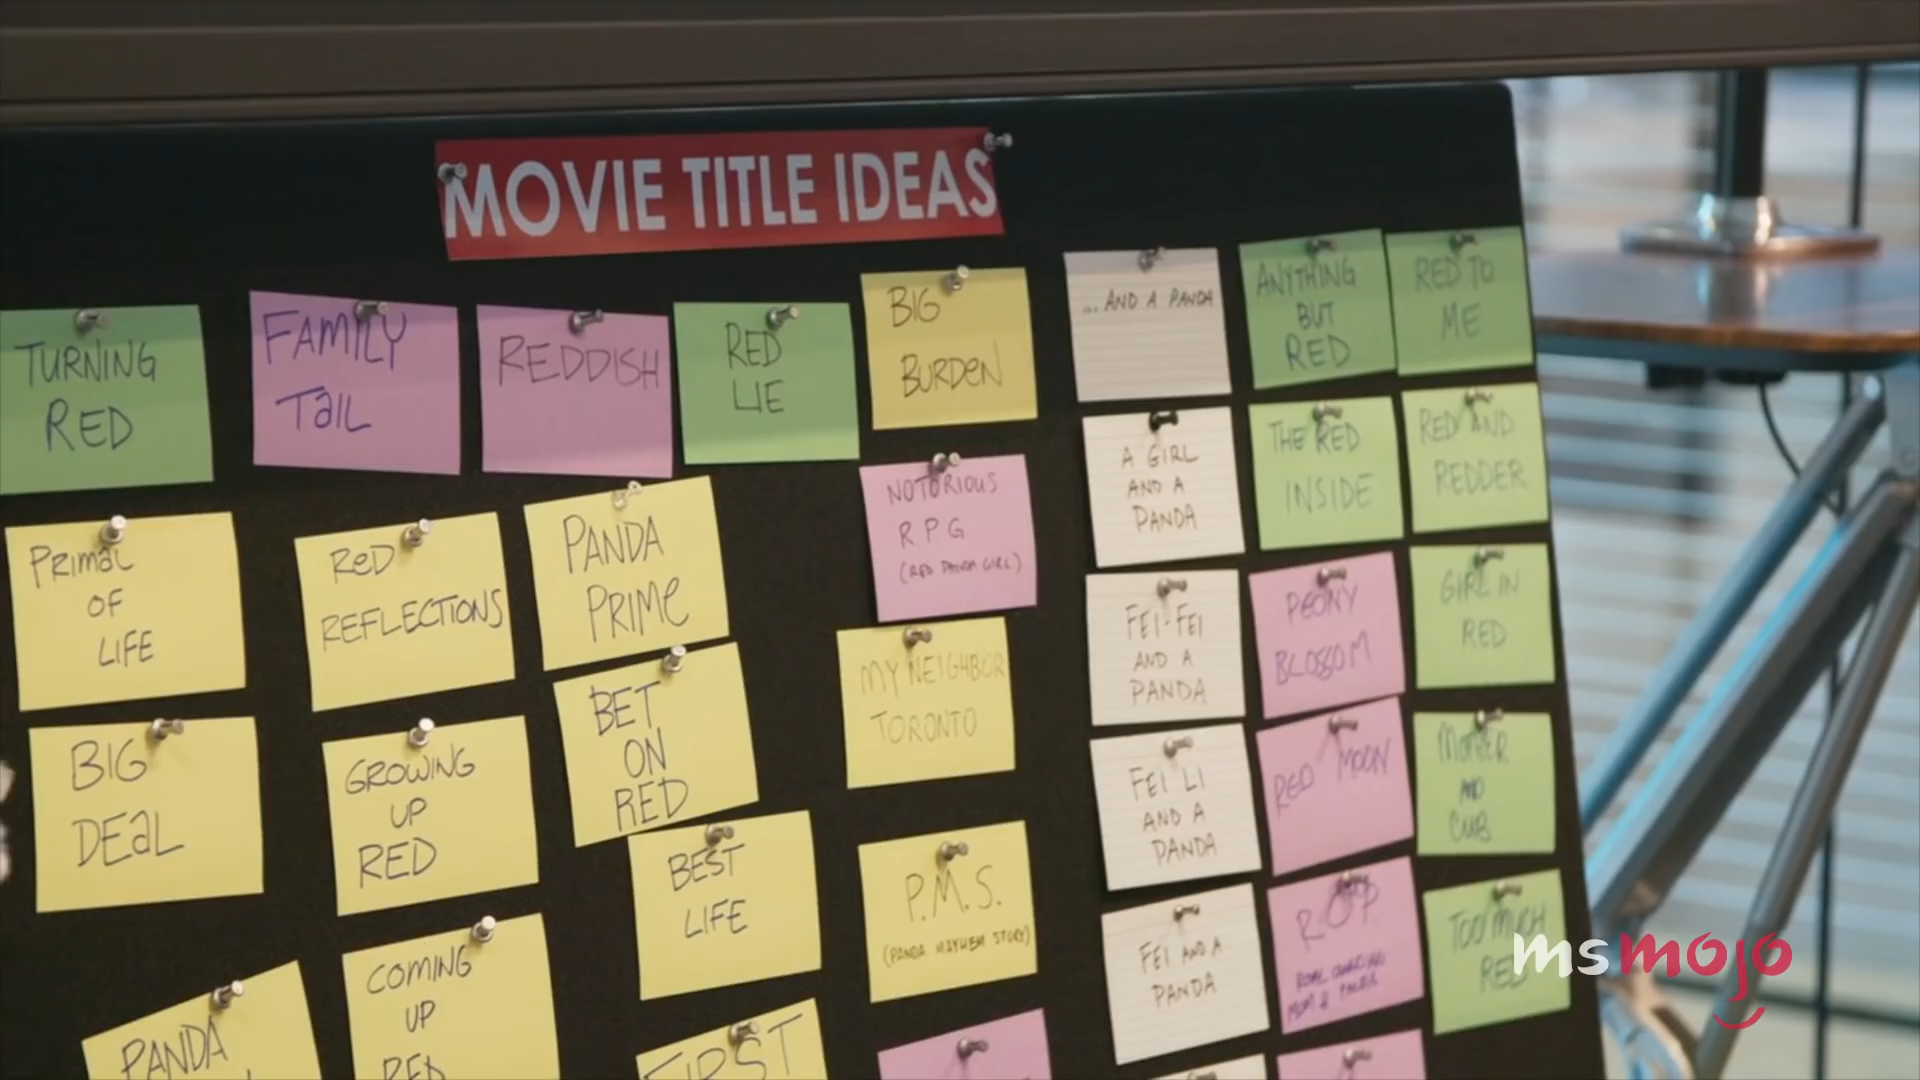 MOVIE TITLE IDEAS
TURNING
RED
FAMILY
TaIL
REDDISH
RED
LIE
BIG
BURDEN
...AND A PANDA
ANYTHING
BUT
RED
RED TO
ME
PRIMaL
OF
LIFE
ReD
REFLECTIONS
PANDA
PRIME
NOTORIOUS
R.P.G
(RED PANDA GIRL)
A GIRL
AND A
PANDA
THE RED
INSIDE
RED AND
REDDER
BIG
DEaL
GROWING
UP
RED
BET
ON
RED
MY NEIGHBOR
TORONTO
FEI-FEI
AND A
PANDA
PEONY
BLOSSOM
GIRL IN
RED
COMING
UP
RED
BEST
LIFE
P.M.S.
(PANDA MAYHEM STORY)
FEI LI
AND A
PANDA
RED MOON
MOTHER
AND
CUB
PANDA
FIRST
FEI AND A
PANDA
TOO MUCH
RED
msmojo